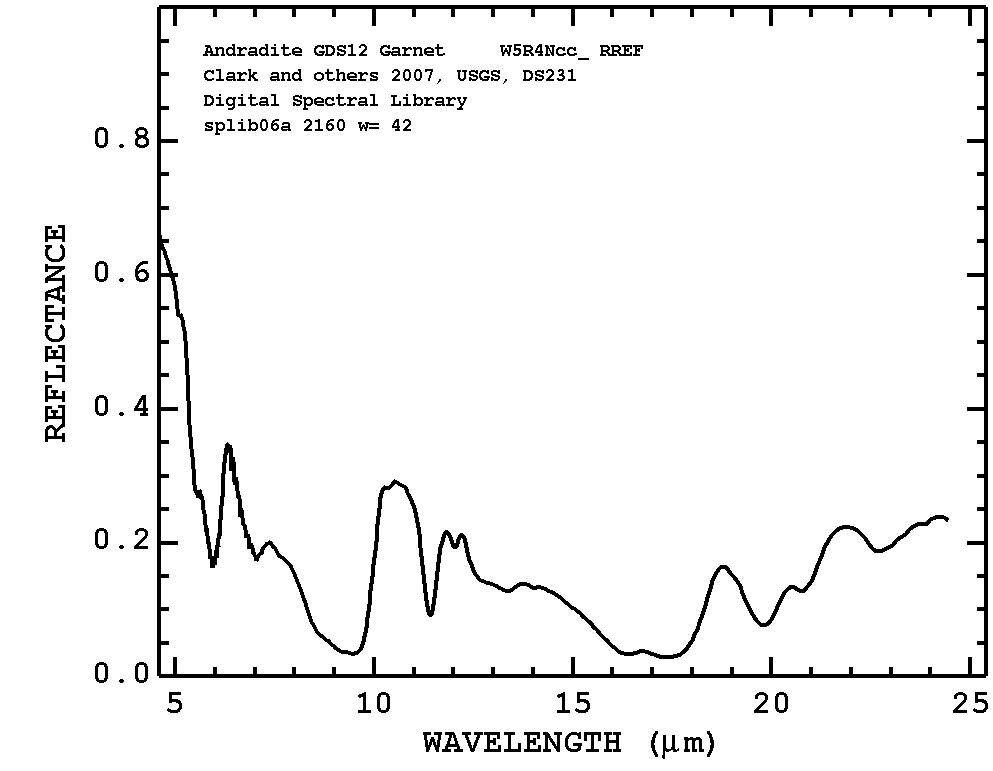 Andradite GDS12 Garnet W5R4Ncc_ RREF
Clark and others 2007, USGS, DS231
Digital Spectral Library
splib06a 2160 w= 42
REFLECTANCE
0.8
0.6
0.4
0.2
0.0
5 10 15 20 25
WAVELENGTH (μm)